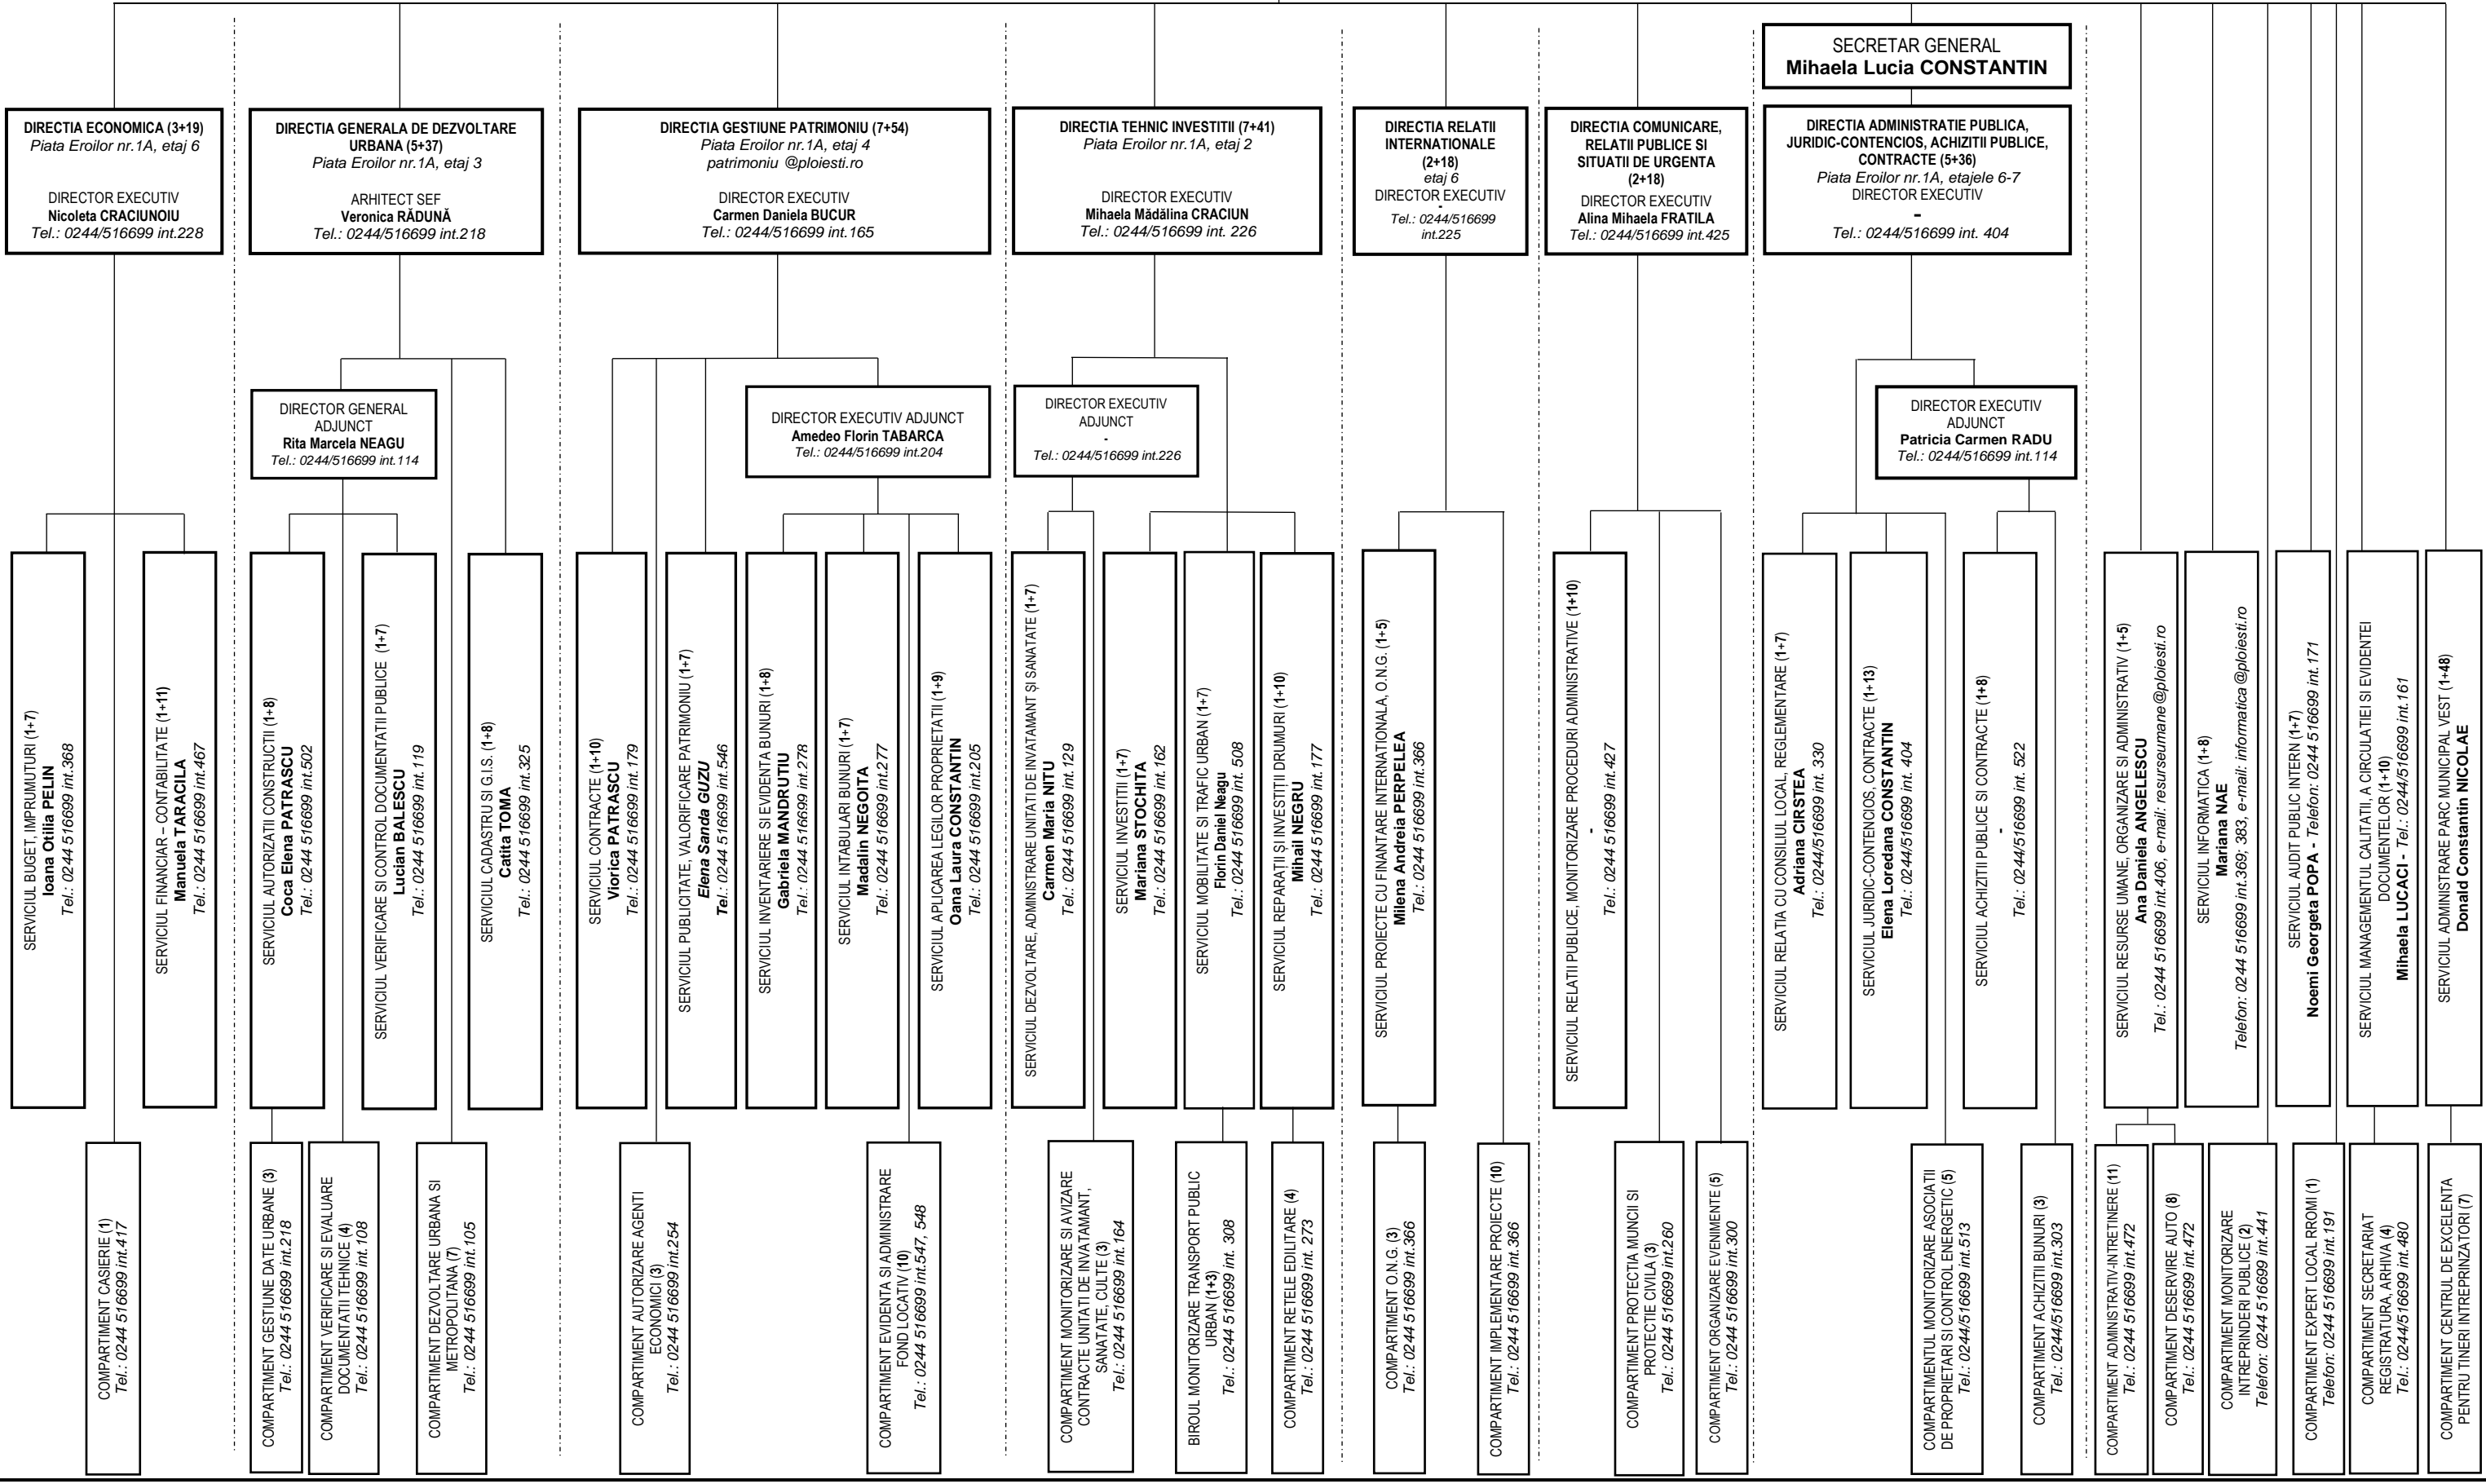 SECRETAR GENERAL
Mihaela Lucia CONSTANTIN
DIRECTIA ECONOMICA (3+19)
Piata Eroilor nr.1A, etaj 6
DIRECTOR EXECUTIV
Nicoleta CRACIUNOIU
Tel.: 0244/516699 int.228
DIRECTIA GENERALA DE DEZVOLTARE
URBANA (5+37)
Piata Eroilor nr.1A, etaj 3
ARHITECT SEF
Veronica RĂDUNĂ
Tel.: 0244/516699 int.218
DIRECTIA GESTIUNE PATRIMONIU (7+54)
Piata Eroilor nr.1A, etaj 4
patrimoniu @ploiesti.ro
DIRECTOR EXECUTIV
Carmen Daniela BUCUR
Tel.: 0244/516699 int.165
DIRECTIA TEHNIC INVESTITII (7+41)
Piata Eroilor nr.1A, etaj 2
DIRECTOR EXECUTIV
Mihaela Mădălina CRACIUN
Tel.: 0244/516699 int. 226
DIRECTIA RELATII
INTERNATIONALE
(2+18)
etaj 6
DIRECTOR EXECUTIV
-
Tel.: 0244/516699
int.225
DIRECTIA COMUNICARE,
RELATII PUBLICE SI
SITUATII DE URGENTA
(2+18)
DIRECTOR EXECUTIV
Alina Mihaela FRATILA
Tel.: 0244/516699 int.425
DIRECTIA ADMINISTRATIE PUBLICA,
JURIDIC-CONTENCIOS, ACHIZITII PUBLICE,
CONTRACTE (5+36)
Piata Eroilor nr.1A, etajele 6-7
DIRECTOR EXECUTIV
-
Tel.: 0244/516699 int. 404
DIRECTOR GENERAL
ADJUNCT
Rita Marcela NEAGU
Tel.: 0244/516699 int.114
DIRECTOR EXECUTIV ADJUNCT
Amedeo Florin TABARCA
Tel.: 0244/516699 int.204
DIRECTOR EXECUTIV
ADJUNCT
-
Tel.: 0244/516699 int.226
DIRECTOR EXECUTIV
ADJUNCT
Patricia Carmen RADU
Tel.: 0244/516699 int.114
SERVICIUL BUGET, IMPRUMUTURI (1+7)
Ioana Otilia PELIN
Tel.: 0244 516699 int.368
SERVICIUL FINANCIAR – CONTABILITATE (1+11)
Manuela TARACILA
Tel.: 0244 516699 int.467
SERVICIUL AUTORIZATII CONSTRUCTII (1+8)
Coca Elena PATRASCU
Tel.: 0244 516699 int.502
SERVICIUL VERIFICARE SI CONTROL DOCUMENTATII PUBLICE (1+7)
Lucian BALESCU
Tel.: 0244 516699 int.119
SERVICIUL CADASTRU SI G.I.S. (1+8)
Catita TOMA
Tel.: 0244 516699 int.325
SERVICIUL CONTRACTE (1+10)
Viorica PATRASCU
Tel.: 0244 516699 int.179
SERVICIUL PUBLICITATE, VALORIFICARE PATRIMONIU (1+7)
Elena Sanda GUZU
Tel.: 0244 516699 int.546
SERVICIUL INVENTARIERE SI EVIDENTA BUNURI (1+8)
Gabriela MANDRUTIU
Tel.: 0244 516699 int.278
SERVICIUL INTABULARI BUNURI (1+7)
Madalin NEGOITA
Tel.: 0244 516699 int.277
SERVICIUL APLICAREA LEGILOR PROPRIETATII (1+9)
Oana Laura CONSTANTIN
Tel.: 0244 516699 int.205
SERVICIUL DEZVOLTARE, ADMINISTRARE UNITATI DE INVATAMANT ȘI SANATATE (1+7)
Carmen Maria NITU
Tel.: 0244 516699 int.129
SERVICIUL INVESTITII (1+7)
Mariana STOCHITA
Tel.: 0244 516699 int.162
SERVICIUL MOBILITATE SI TRAFIC URBAN (1+7)
Florin Daniel Neagu
Tel.: 0244 516699 int. 508
SERVICIUL REPARAȚII ȘI INVESTIȚII DRUMURI (1+10)
Mihail NEGRU
Tel.: 0244 516699 int.177
SERVICIUL PROIECTE CU FINANTARE INTERNATIONALA, O.N.G. (1+5)
Milena Andreia PERPELEA
Tel.: 0244 516699 int.366
SERVICIUL RELATII PUBLICE, MONITORIZARE PROCEDURI ADMINISTRATIVE (1+10)
-
Tel.: 0244 516699 int.427
SERVICIUL RELATIA CU CONSILIUL LOCAL, REGLEMENTARE (1+7)
Adriana CIRSTEA
Tel.: 0244/516699 int. 330
SERVICIUL JURIDIC-CONTENCIOS, CONTRACTE (1+13)
Elena Loredana CONSTANTIN
Tel.: 0244/516699 int. 404
SERVICIUL ACHIZITII PUBLICE SI CONTRACTE (1+8)
-
Tel.: 0244/516699 int. 522
SERVICIUL RESURSE UMANE, ORGANIZARE SI ADMINISTRATIV (1+5)
Ana Daniela ANGELESCU
Tel.: 0244 516699 int.406, e-mail: resurseumane@ploiesti.ro
SERVICIUL INFORMATICA (1+8)
Mariana NAE
Telefon: 0244 516699 int.369; 383, e-mail: informatica @ploiesti.ro
SERVICIUL AUDIT PUBLIC INTERN (1+7)
Noemi Georgeta POPA - Telefon: 0244 516699 int.171
SERVICIUL MANAGEMENTUL CALITATII, A CIRCULATIEI SI EVIDENTEI
DOCUMENTELOR (1+10)
Mihaela LUCACI - Tel.: 0244/516699 int.161
SERVICIUL ADMINISTRARE PARC MUNICIPAL VEST (1+48)
Donald Constantin NICOLAE
COMPARTIMENT CASIERIE (1)
Tel.: 0244 516699 int.417
COMPARTIMENT GESTIUNE DATE URBANE (3)
Tel.: 0244 516699 int.218
COMPARTIMENT VERIFICARE SI EVALUARE
DOCUMENTATII TEHNICE (4)
Tel.: 0244 516699 int.108
COMPARTIMENT DEZVOLTARE URBANA SI
METROPOLITANA (7)
Tel.: 0244 516699 int.105
COMPARTIMENT AUTORIZARE AGENTI
ECONOMICI (3)
Tel.: 0244 516699 int.254
COMPARTIMENT EVIDENTA SI ADMINISTRARE
FOND LOCATIV (10)
Tel.: 0244 516699 int.547, 548
COMPARTIMENT MONITORIZARE SI AVIZARE
CONTRACTE UNITATI DE INVATAMANT,
SANATATE, CULTE (3)
Tel.: 0244 516699 int.164
BIROUL MONITORIZARE TRANSPORT PUBLIC
URBAN (1+3)
Tel.: 0244 516699 int. 308
COMPARTIMENT RETELE EDILITARE (4)
Tel.: 0244 516699 int. 273
COMPARTIMENT O.N.G. (3)
Tel.: 0244 516699 int.366
COMPARTIMENT IMPLEMENTARE PROIECTE (10)
Tel.: 0244 516699 int.366
COMPARTIMENT PROTECTIA MUNCII SI
PROTECTIE CIVILA (3)
Tel.: 0244 516699 int.260
COMPARTIMENT ORGANIZARE EVENIMENTE (5)
Tel.: 0244 516699 int.300
COMPARTIMENTUL MONITORIZARE ASOCIATII
DE PROPRIETARI SI CONTROL ENERGETIC (5)
Tel.: 0244/516699 int.513
COMPARTIMENT ACHIZITII BUNURI (3)
Tel.: 0244/516699 int.303
COMPARTIMENT ADMINISTRATIV-INTRETINERE (11)
Tel.: 0244 516699 int.472
COMPARTIMENT DESERVIRE AUTO (8)
Tel.: 0244 516699 int.472
COMPARTIMENT MONITORIZARE
INTREPRINDERI PUBLICE (2)
Telefon: 0244 516699 int.441
COMPARTIMENT EXPERT LOCAL RROMI (1)
Telefon: 0244 516699 int.191
COMPARTIMENT SECRETARIAT
REGISTRATURA, ARHIVA (4)
Tel.: 0244/516699 int.480
COMPARTIMENT CENTRUL DE EXCELENTA
PENTRU TINERI INTREPRINZATORI (7)